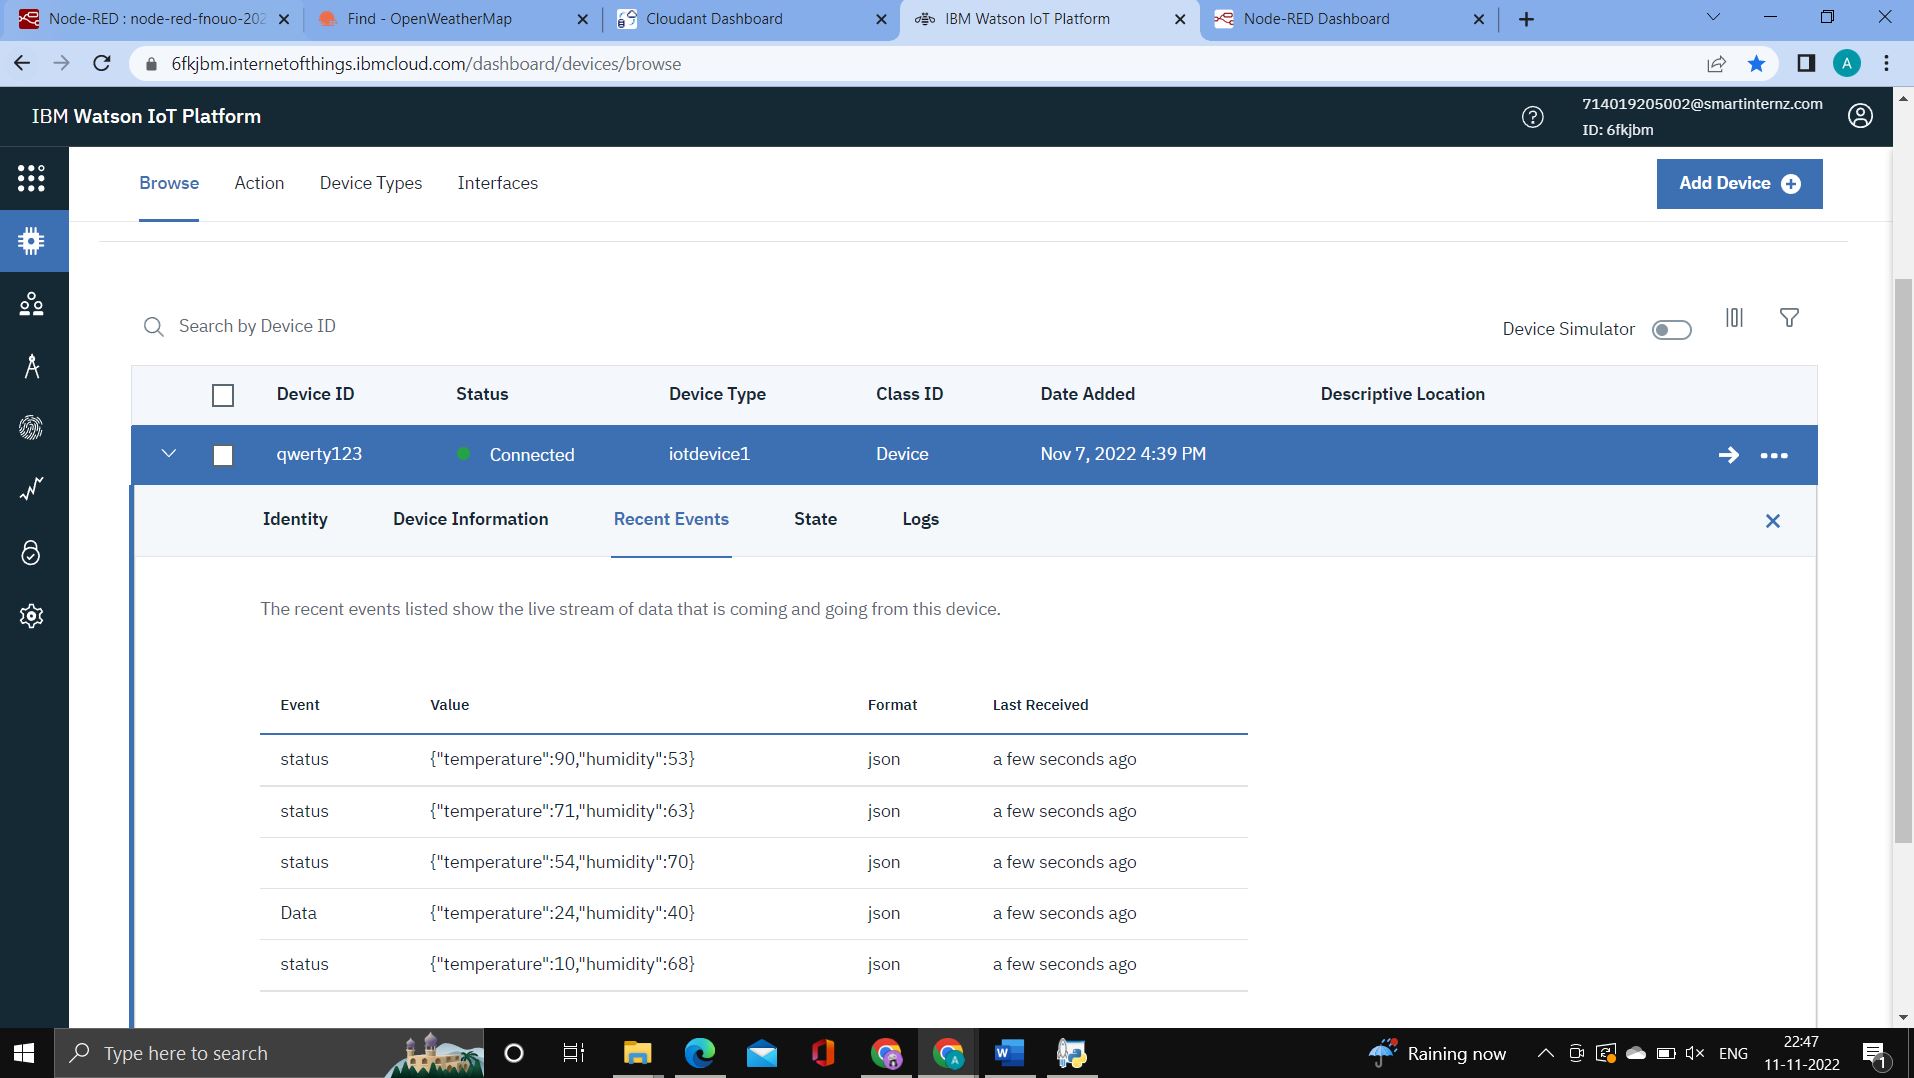 Node-RED : node-red-fnouo-202
Find - OpenWeatherMap
Cloudant Dashboard
IBM Watson IoT Platform
Node-RED Dashboard
6fkjbm.internetofthings.ibmcloud.com/dashboard/devices/browse
A
IBM Watson IoT Platform
714019205002@smartinternz.com
ID: 6fkjbm
Browse Action Device Types Interfaces
Add Device
Search by Device ID
Device Simulator
Device ID Status Device Type Class ID Date Added Descriptive Location
qwerty123 Connected iotdevice1 Device Nov 7, 2022 4:39 PM
Identity Device Information Recent Events State Logs
The recent events listed show the live stream of data that is coming and going from this device.
Event Value Format Last Received
status {"temperature":90,"humidity":53} json a few seconds ago
status {"temperature":71,"humidity":63} json a few seconds ago
status {"temperature":54,"humidity":70} json a few seconds ago
Data {"temperature":24,"humidity":40} json a few seconds ago
status {"temperature":10,"humidity":68} json a few seconds ago
Type here to search
Raining now
ENG
22:47
11-11-2022
1